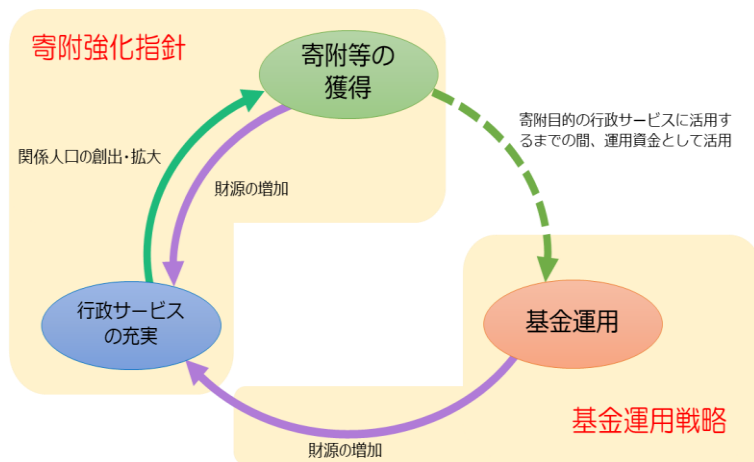 寄附強化指針
寄附等の
獲得
寄附目的の行政サービスに活用す
るまでの間、運用資金として活用
関係人口の創出・拡大
財源の増加
行政サービス
の充実
基金運用
基金運用戦略
財源の増加